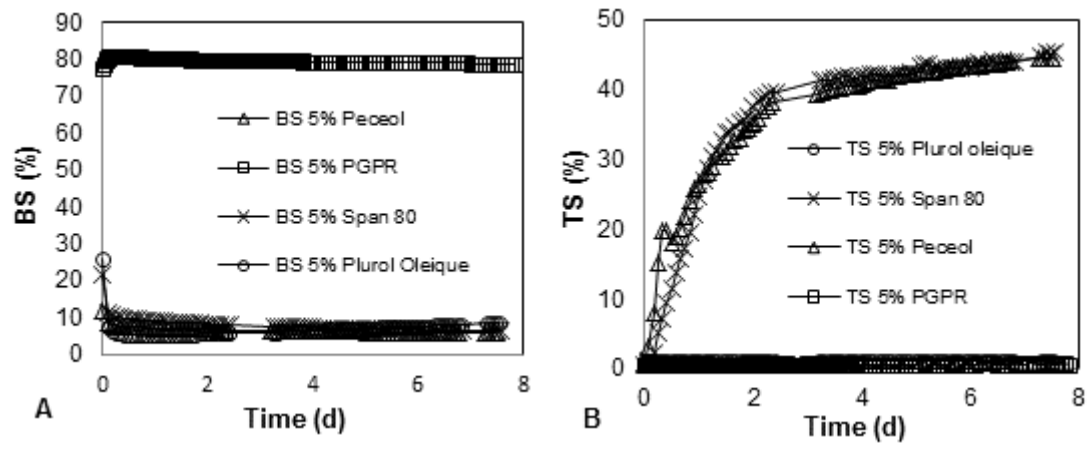 90
80
70
60
50
40
30
20
10
0
BS (%)
BS 5% Peceol
BS 5% PGPR
BS 5% Span 80
BS 5% Plurol Oleique
0 2 4 6 8
Time (d)
A
50
40
30
20
10
0
TS (%)
TS 5% Plurol oleique
TS 5% Span 80
TS 5% Peceol
TS 5% PGPR
0 2 4 6 8
Time (d)
B